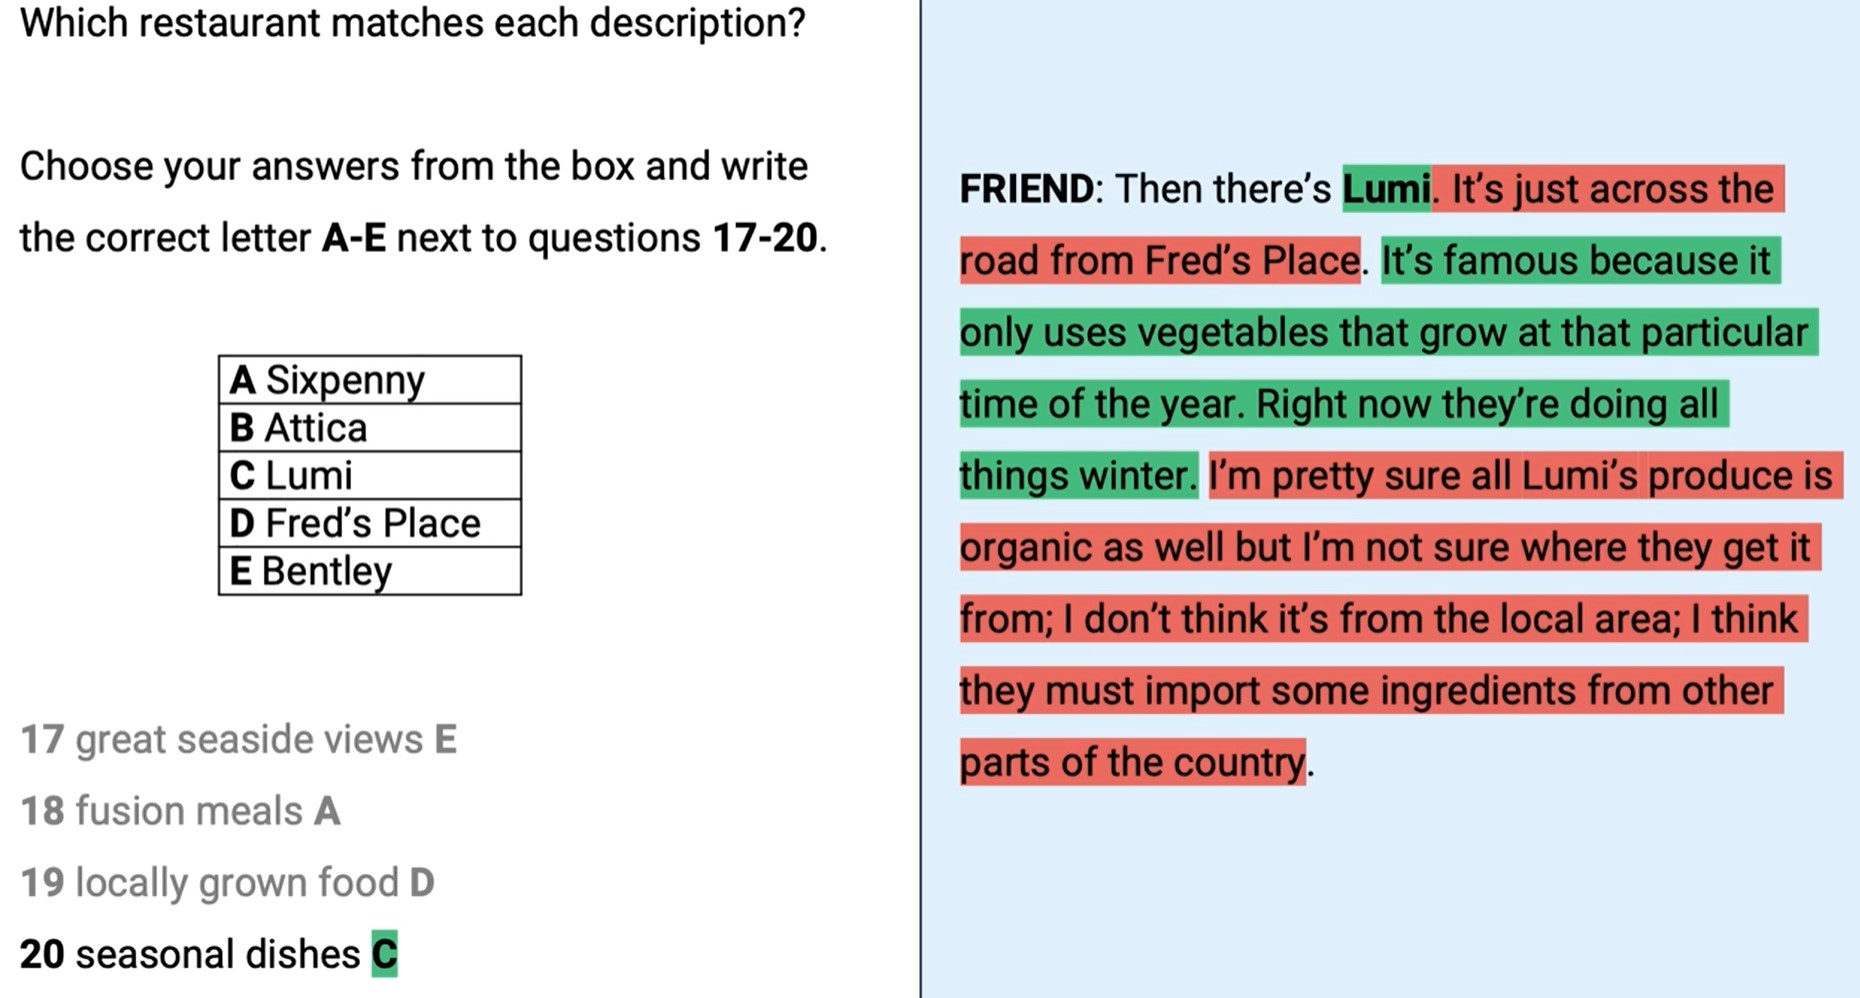 Which restaurant matches each description?
Choose your answers from the box and write
the correct letter A-E next to questions 17-20.
A Sixpenny
B Attica
C Lumi
D Fred’s Place
E Bentley
17 great seaside views E
18 fusion meals A
19 locally grown food D
20 seasonal dishes C
FRIEND: Then there’s Lumi. It’s just across the
road from Fred’s Place. It’s famous because it
only uses vegetables that grow at that particular
time of the year. Right now they’re doing all
things winter. I’m pretty sure all Lumi’s produce is
organic as well but I’m not sure where they get it
from; I don’t think it’s from the local area; I think
they must import some ingredients from other
parts of the country.